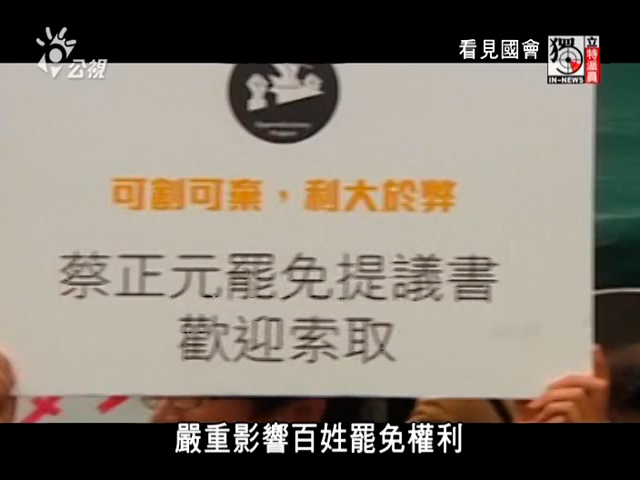 看見國會
獨立特派員
IN-NEWS
公視
可割可棄，利大於弊
蔡正元罷免提議書
歡迎索取
嚴重影響百姓罷免權利